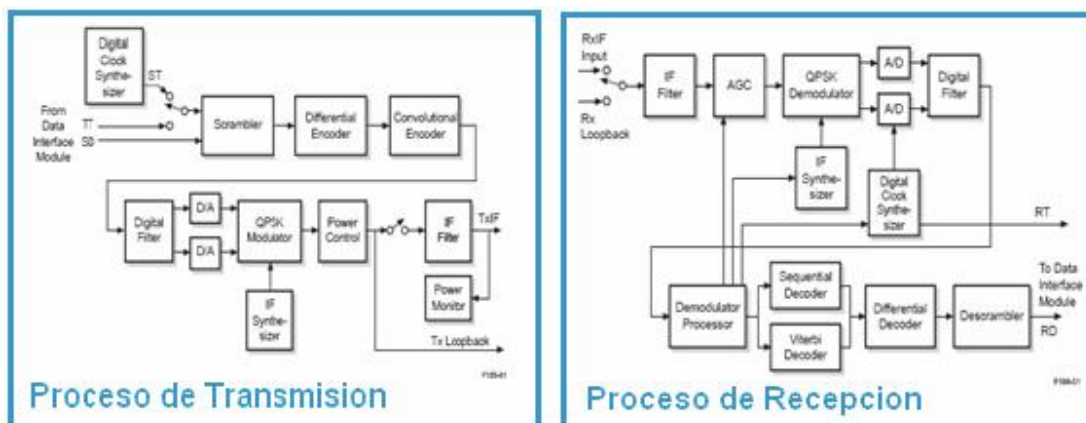 Digital
Clock
Synthe-
sizer
ST
From
Data
Interface
Module
TT
SD
Scrambler
Differential
Encoder
Convolutional
Encoder
Digital
Filter
D/A
D/A
QPSK
Modulator
Power
Control
IF
Filter
TxIF
IF
Synthe-
sizer
Power
Monitor
Tx Loopback
Proceso de Transmision
RxIF
Input
Rx
Loopback
IF
Filter
AGC
QPSK
Demodulator
A/D
A/D
Digital
Filter
IF
Synthe-
sizer
Digital
Clock
Synthe-
sizer
RT
Demodulator
Processor
Sequential
Decoder
Viterbi
Decoder
Differential
Decoder
Descrambler
To Data
Interface
Module
RD
Proceso de Recepcion